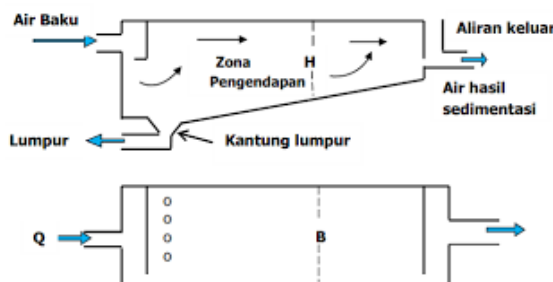 Air Baku
Aliran keluar
Zona H
Pengendapan
Air hasil
sedimentasi
Lumpur
Kantung lumpur
Q
B